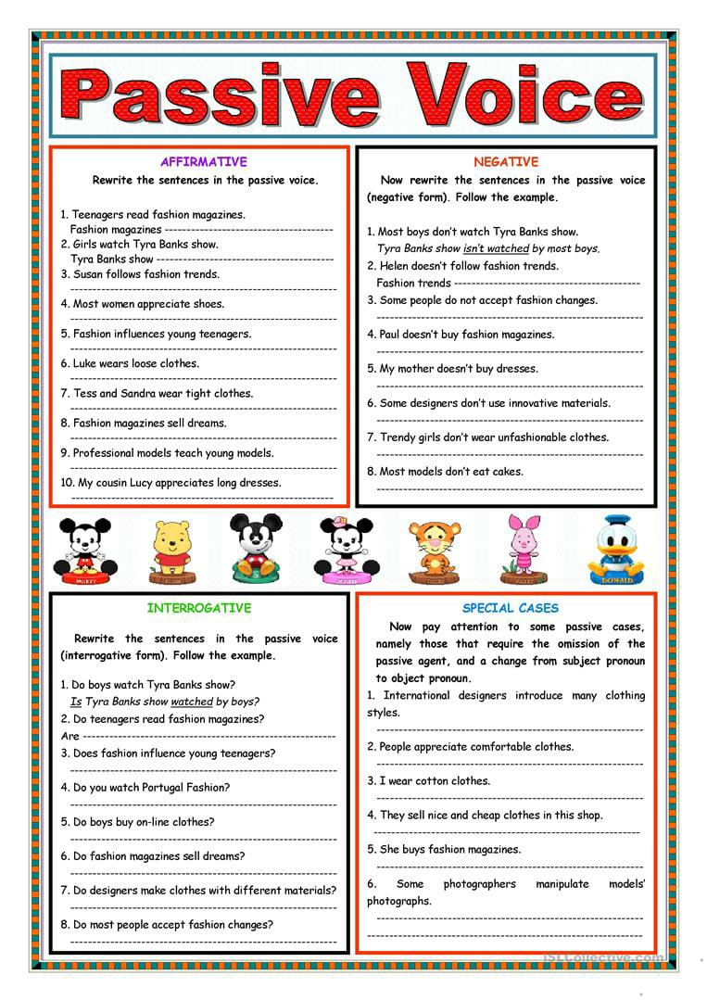 Passive Voice
AFFIRMATIVE
Rewrite the sentences in the passive voice.
1. Teenagers read fashion magazines.
Fashion magazines ---------------------------------------
2. Girls watch Tyra Banks show.
Tyra Banks show -----------------------------------------
3. Susan follows fashion trends.
-------------------------------------------------------------
4. Most women appreciate shoes.
-------------------------------------------------------------
5. Fashion influences young teenagers.
-------------------------------------------------------------
6. Luke wears loose clothes.
-------------------------------------------------------------
7. Tess and Sandra wear tight clothes.
-------------------------------------------------------------
8. Fashion magazines sell dreams.
-------------------------------------------------------------
9. Professional models teach young models.
-------------------------------------------------------------
10. My cousin Lucy appreciates long dresses.
-------------------------------------------------------------
NEGATIVE
Now rewrite the sentences in the passive voice
(negative form). Follow the example.
1. Most boys don’t watch Tyra Banks show.
Tyra Banks show isn’t watched by most boys.
2. Helen doesn’t follow fashion trends.
Fashion trends -------------------------------------------
3. Some people do not accept fashion changes.
-------------------------------------------------------------
4. Paul doesn’t buy fashion magazines.
-------------------------------------------------------------
5. My mother doesn’t buy dresses.
-------------------------------------------------------------
6. Some designers don’t use innovative materials.
-------------------------------------------------------------
7. Trendy girls don’t wear unfashionable clothes.
-------------------------------------------------------------
8. Most models don’t eat cakes.
-------------------------------------------------------------
MICKEY
DONALD
INTERROGATIVE
Rewrite the sentences in the passive voice
(interrogative form). Follow the example.
1. Do boys watch Tyra Banks show?
Is Tyra Banks show watched by boys?
2. Do teenagers read fashion magazines?
Are ----------------------------------------------------------
3. Does fashion influence young teenagers?
-------------------------------------------------------------
4. Do you watch Portugal Fashion?
-------------------------------------------------------------
5. Do boys buy on-line clothes?
-------------------------------------------------------------
6. Do fashion magazines sell dreams?
-------------------------------------------------------------
7. Do designers make clothes with different materials?
-------------------------------------------------------------
8. Do most people accept fashion changes?
-------------------------------------------------------------
SPECIAL CASES
Now pay attention to some passive cases,
namely those that require the omission of the
passive agent, and a change from subject pronoun
to object pronoun.
1. International designers introduce many clothing
styles.
-------------------------------------------------------------
2. People appreciate comfortable clothes.
-------------------------------------------------------------
3. I wear cotton clothes.
-------------------------------------------------------------
4. They sell nice and cheap clothes in this shop.
-------------------------------------------------------------
5. She buys fashion magazines.
-------------------------------------------------------------
6. Some photographers manipulate models’
photographs.
-------------------------------------------------------------
---------------------------------------------------------------
iSLCollective.com